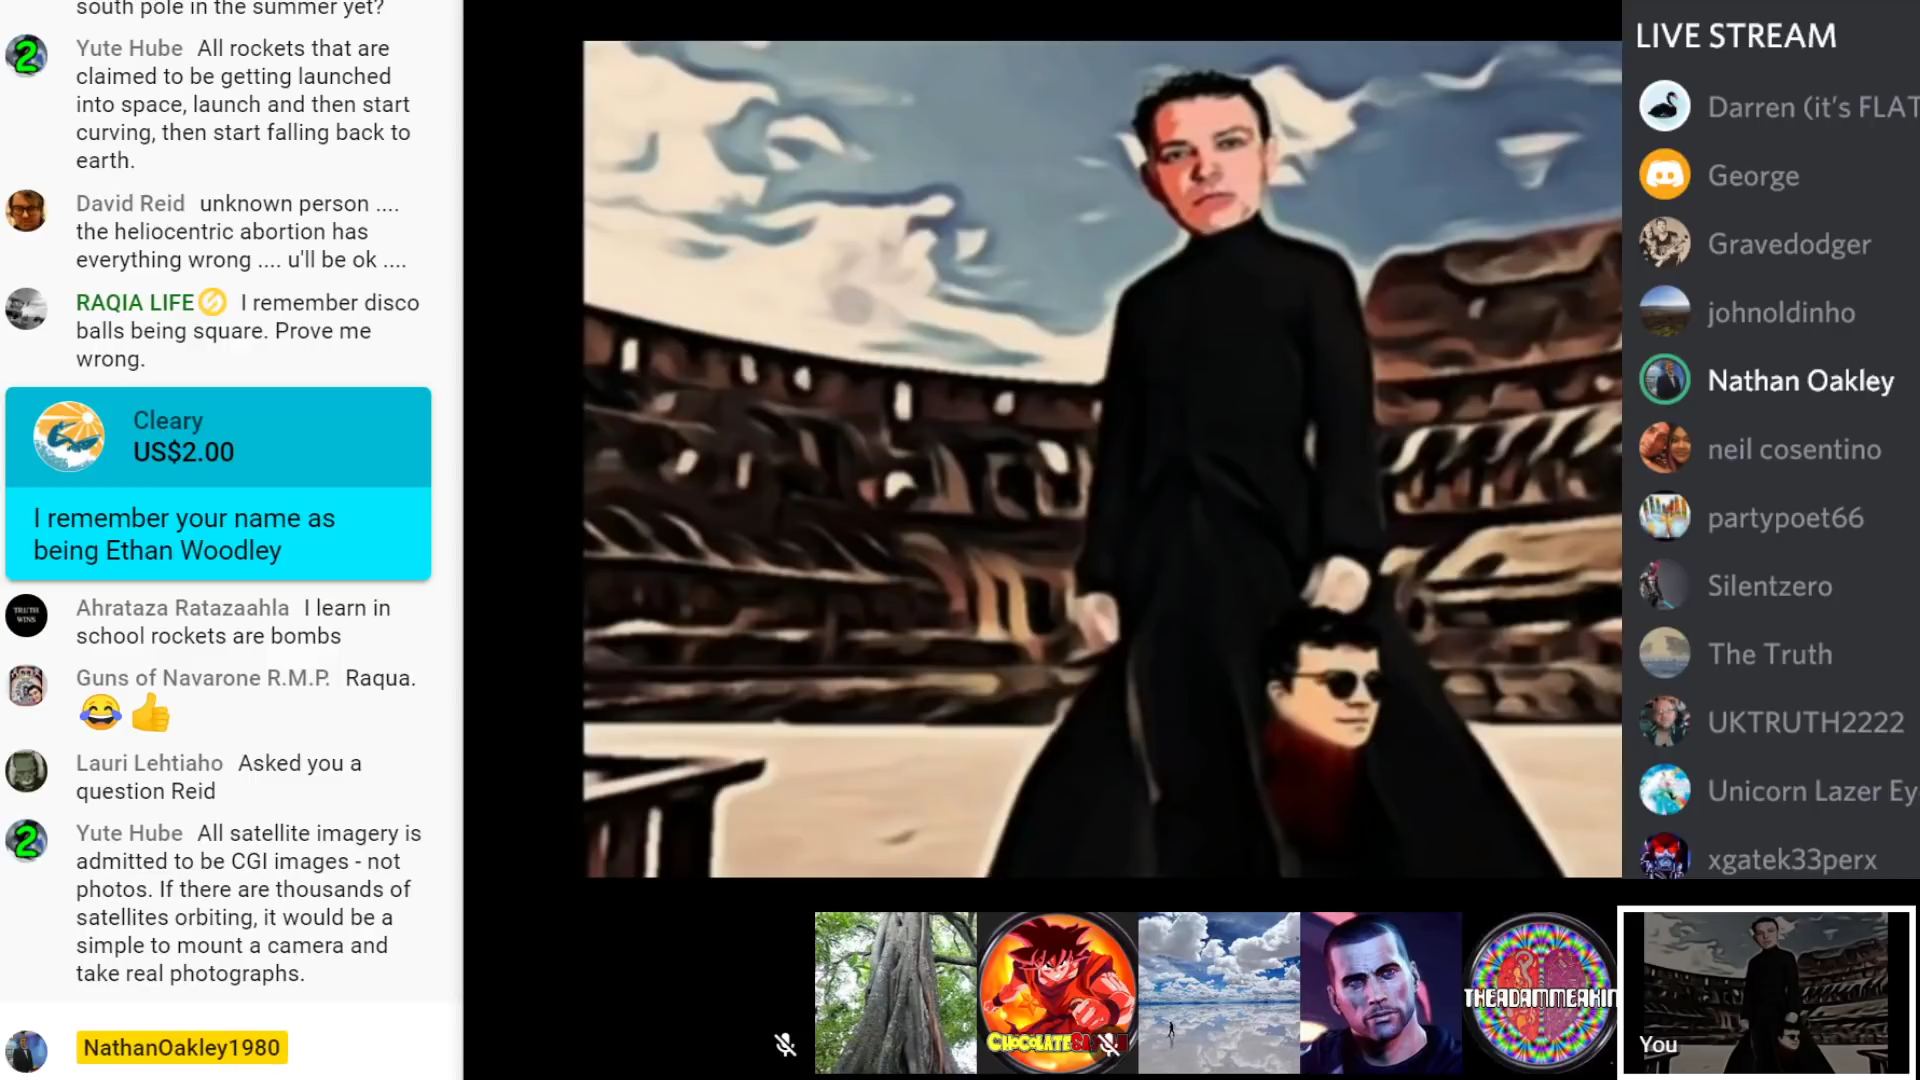 south pole in the summer yet?
Yute Hube All rockets that are
claimed to be getting launched
into space, launch and then start
curving, then start falling back to
earth.
David Reid unknown person ....
the heliocentric abortion has
everything wrong .... u'll be ok ....
RAQIA LIFE I remember disco
balls being square. Prove me
wrong.
Cleary
US$2.00
I remember your name as
being Ethan Woodley
Ahrataza Ratazaahla I learn in
school rockets are bombs
Guns of Navarone R.M.P. Raqua.
😂👍
Lauri Lehtiaho Asked you a
question Reid
Yute Hube All satellite imagery is
admitted to be CGI images - not
photos. If there are thousands of
satellites orbiting, it would be a
simple to mount a camera and
take real photographs.
NathanOakley1980
TRUTH
WINS
LIVE STREAM
Darren (it's FLAT
George
Gravedodger
johnoldinho
Nathan Oakley
neil cosentino
partypoet66
Silentzero
The Truth
UKTRUTH2222
Unicorn Lazer Ey
xgatek33perx
THEADAMMEAKIN
You